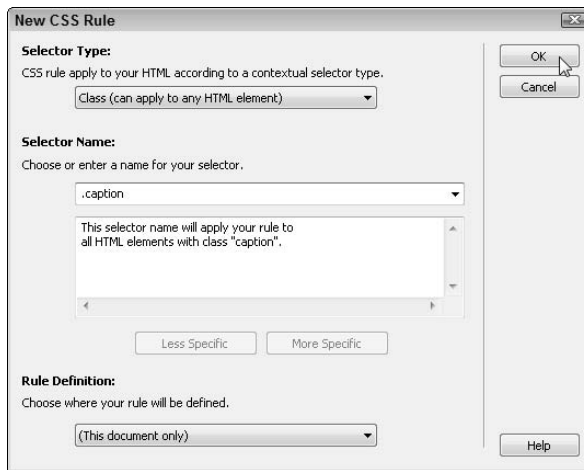 New CSS Rule
Selector Type:
CSS rule apply to your HTML according to a contextual selector type.
Class (can apply to any HTML element)
OK
Cancel
Selector Name:
Choose or enter a name for your selector.
.caption
This selector name will apply your rule to
all HTML elements with class "caption".
Less Specific
More Specific
Rule Definition:
Choose where your rule will be defined.
(This document only)
Help